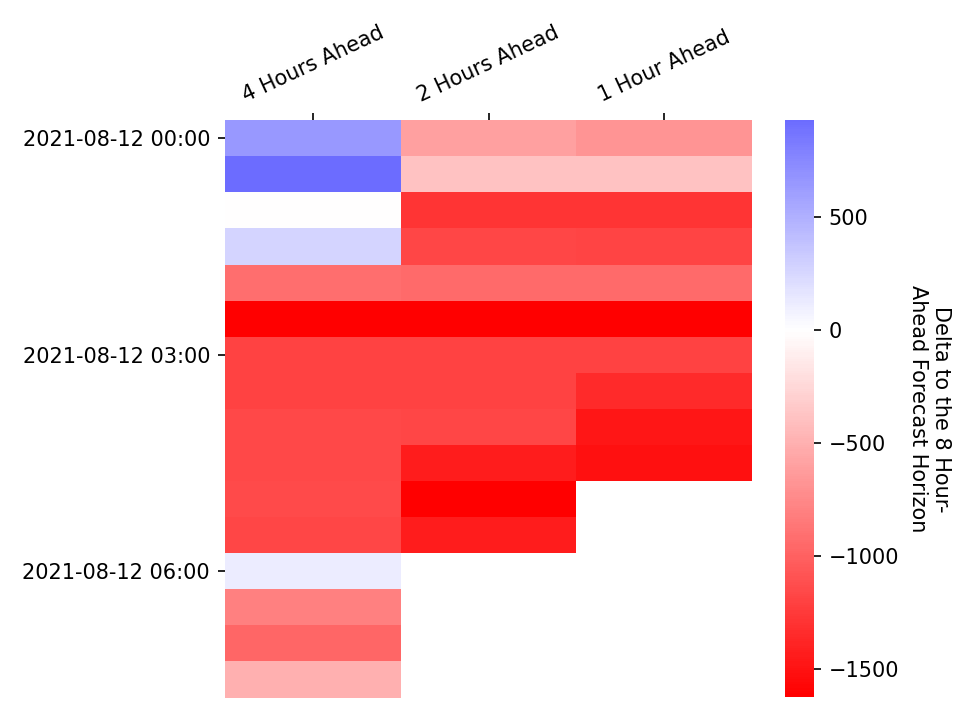 4 Hours Ahead
2 Hours Ahead
1 Hour Ahead
2021-08-12 00:00
2021-08-12 03:00
2021-08-12 06:00
500
0
−500
−1000
−1500
Delta to the 8 Hour-
Ahead Forecast Horizon